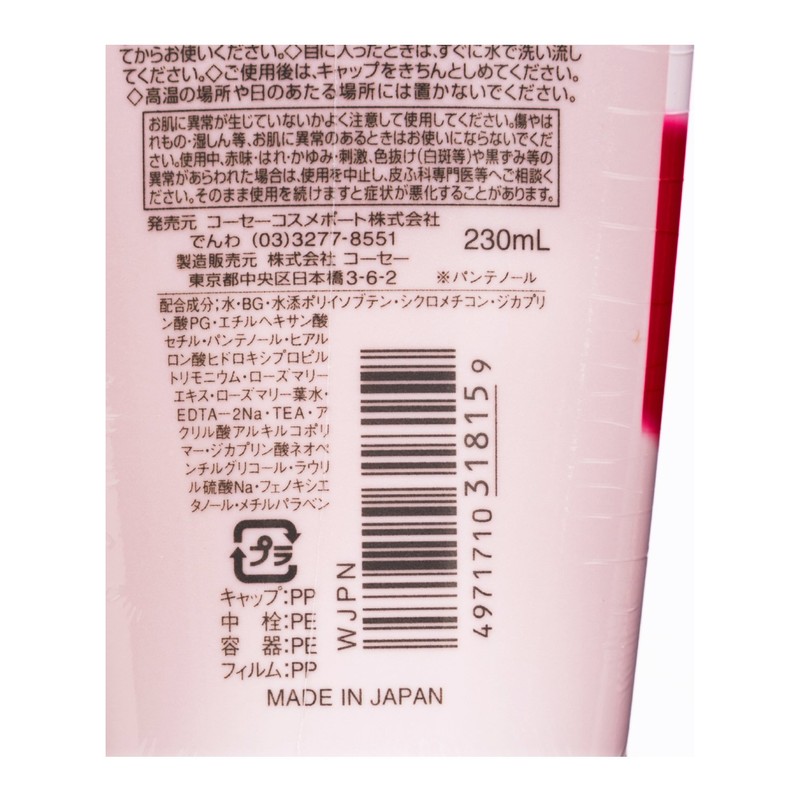 てからお使いください。◇目に入ったときは、すぐに水で洗い流し
てください。◇ご使用後は、キャップをきちんとしめてください。
◇高温の場所や日のあたる場所には置かないでください。
お肌に異常が生じていないかよく注意して使用してください。傷やは
れもの・湿しん等、お肌に異常のあるときはお使いにならないでくださ
い。使用中、赤味・はれ・かゆみ・刺激、色抜け(白斑等)や黒ずみ等の
異常があらわれた場合は、使用を中止し、皮ふ科専門医等へご相談く
ださい。そのまま使用を続けますと症状が悪化することがあります。
発売元 コーセーコスメポート株式会社
でんわ (03)3277-8551
230mL
製造販売元 株式会社 コーセー
東京都中央区日本橋3-6-2
※パンテノール
配合成分;水・BG・水添ポリイソブテン・シクロメチコン・ジカプリ
ン酸PG・エチルヘキサン酸
セチル・パンテノール・ヒアル
ロン酸ヒドロキシプロピル
トリモニウム・ローズマリー
エキス・ローズマリー葉水・
EDTA-2Na・TEA・ア
クリル酸アルキルコポリ
マー・ジカプリン酸ネオペ
ンチルグリコール・ラウリ
ル硫酸Na・フェノキシエ
タノール・メチルパラベン
プラ
キャップ:PP
中栓:PE
容器:PE
フィルム:PP
WJPN
4971710 318159
MADE IN JAPAN